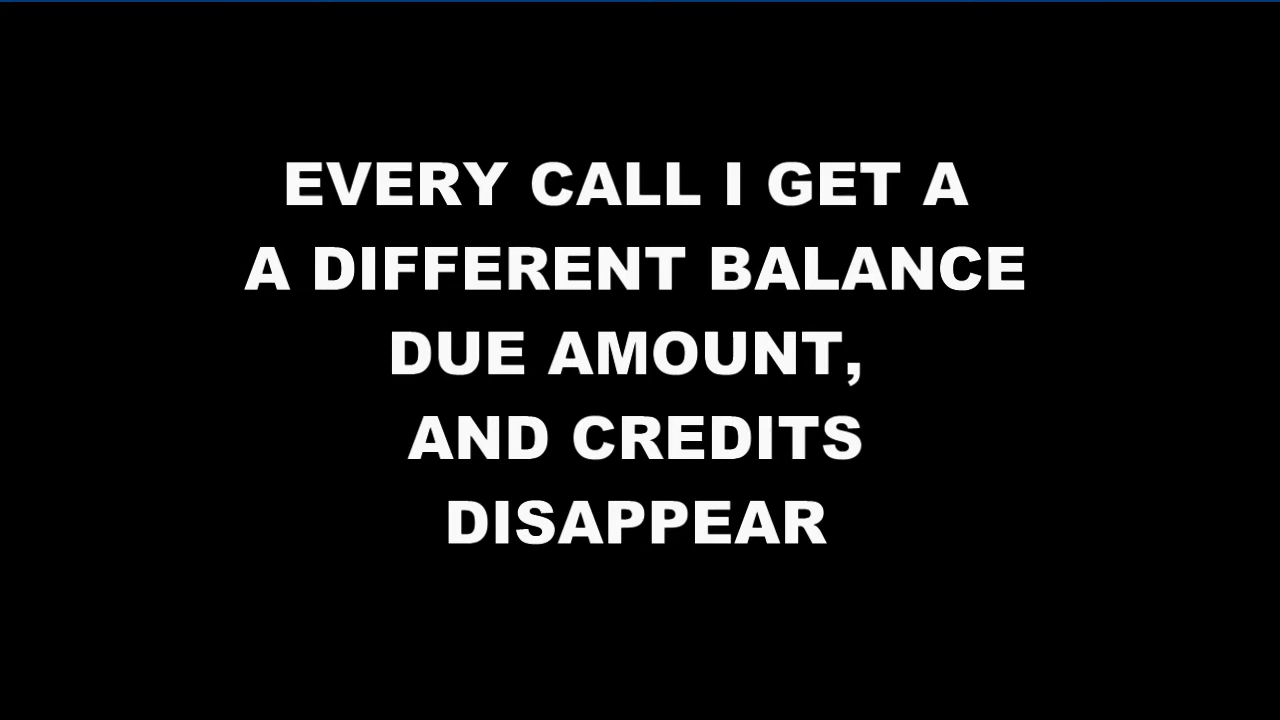 EVERY CALL I GET A
A DIFFERENT BALANCE
DUE AMOUNT,
AND CREDITS
DISAPPEAR